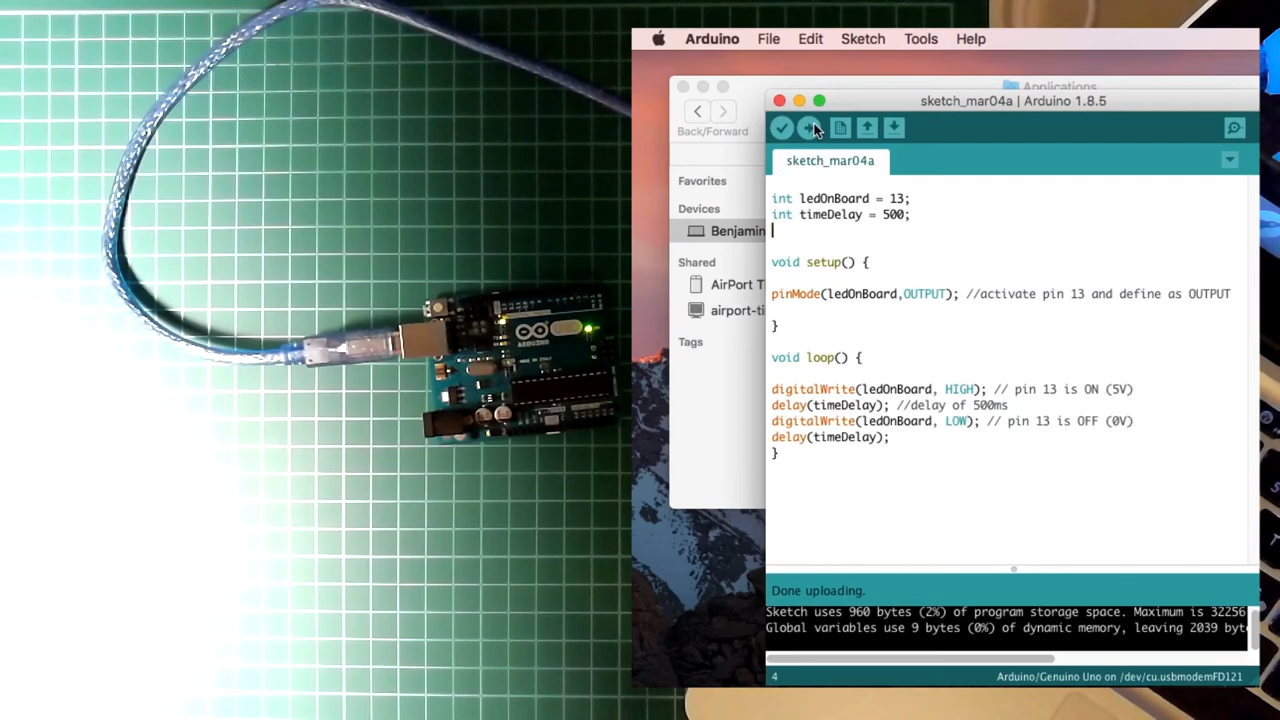 Arduino File Edit Sketch Tools Help
Applications
sketch_mar04a | Arduino 1.8.5
Back/Forward
sketch_mar04a
Favorites
Devices
Benjamin
Shared
AirPort T
airport-ti
Tags
int ledOnBoard = 13;
int timeDelay = 500;
void setup() {
pinMode(ledOnBoard,OUTPUT); //activate pin 13 and define as OUTPUT
}
void loop() {
digitalWrite(ledOnBoard, HIGH); // pin 13 is ON (5V)
delay(timeDelay); //delay of 500ms
digitalWrite(ledOnBoard, LOW); // pin 13 is OFF (0V)
delay(timeDelay);
}
Done uploading.
Sketch uses 960 bytes (2%) of program storage space. Maximum is 32256
Global variables use 9 bytes (0%) of dynamic memory, leaving 2039 byte
4
Arduino/Genuino Uno on /dev/cu.usbmodemFD121